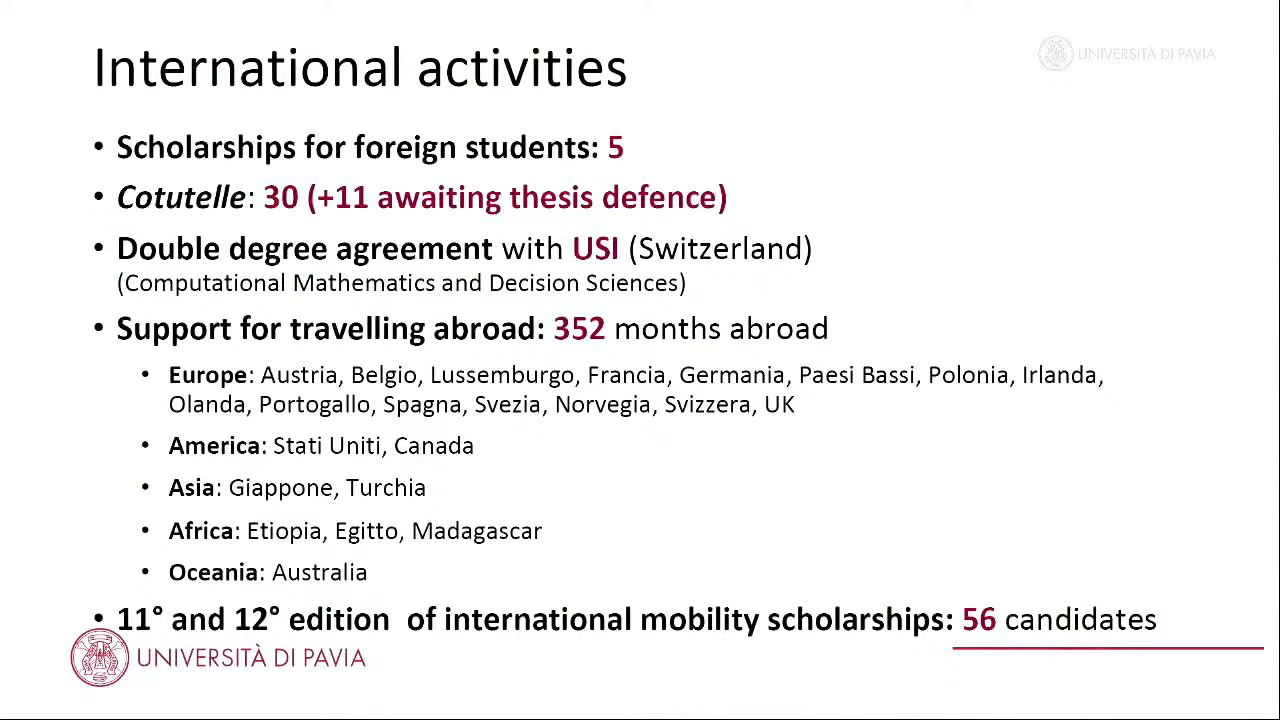 International activities
UNIVERSITÀ DI PAVIA
• Scholarships for foreign students: 5
• Cotutelle: 30 (+11 awaiting thesis defence)
• Double degree agreement with USI (Switzerland)
(Computational Mathematics and Decision Sciences)
• Support for travelling abroad: 352 months abroad
• Europe: Austria, Belgio, Lussemburgo, Francia, Germania, Paesi Bassi, Polonia, Irlanda,
Olanda, Portogallo, Spagna, Svezia, Norvegia, Svizzera, UK
• America: Stati Uniti, Canada
• Asia: Giappone, Turchia
• Africa: Etiopia, Egitto, Madagascar
• Oceania: Australia
• 11° and 12° edition  of international mobility scholarships: 56 candidates
UNIVERSITÀ DI PAVIA